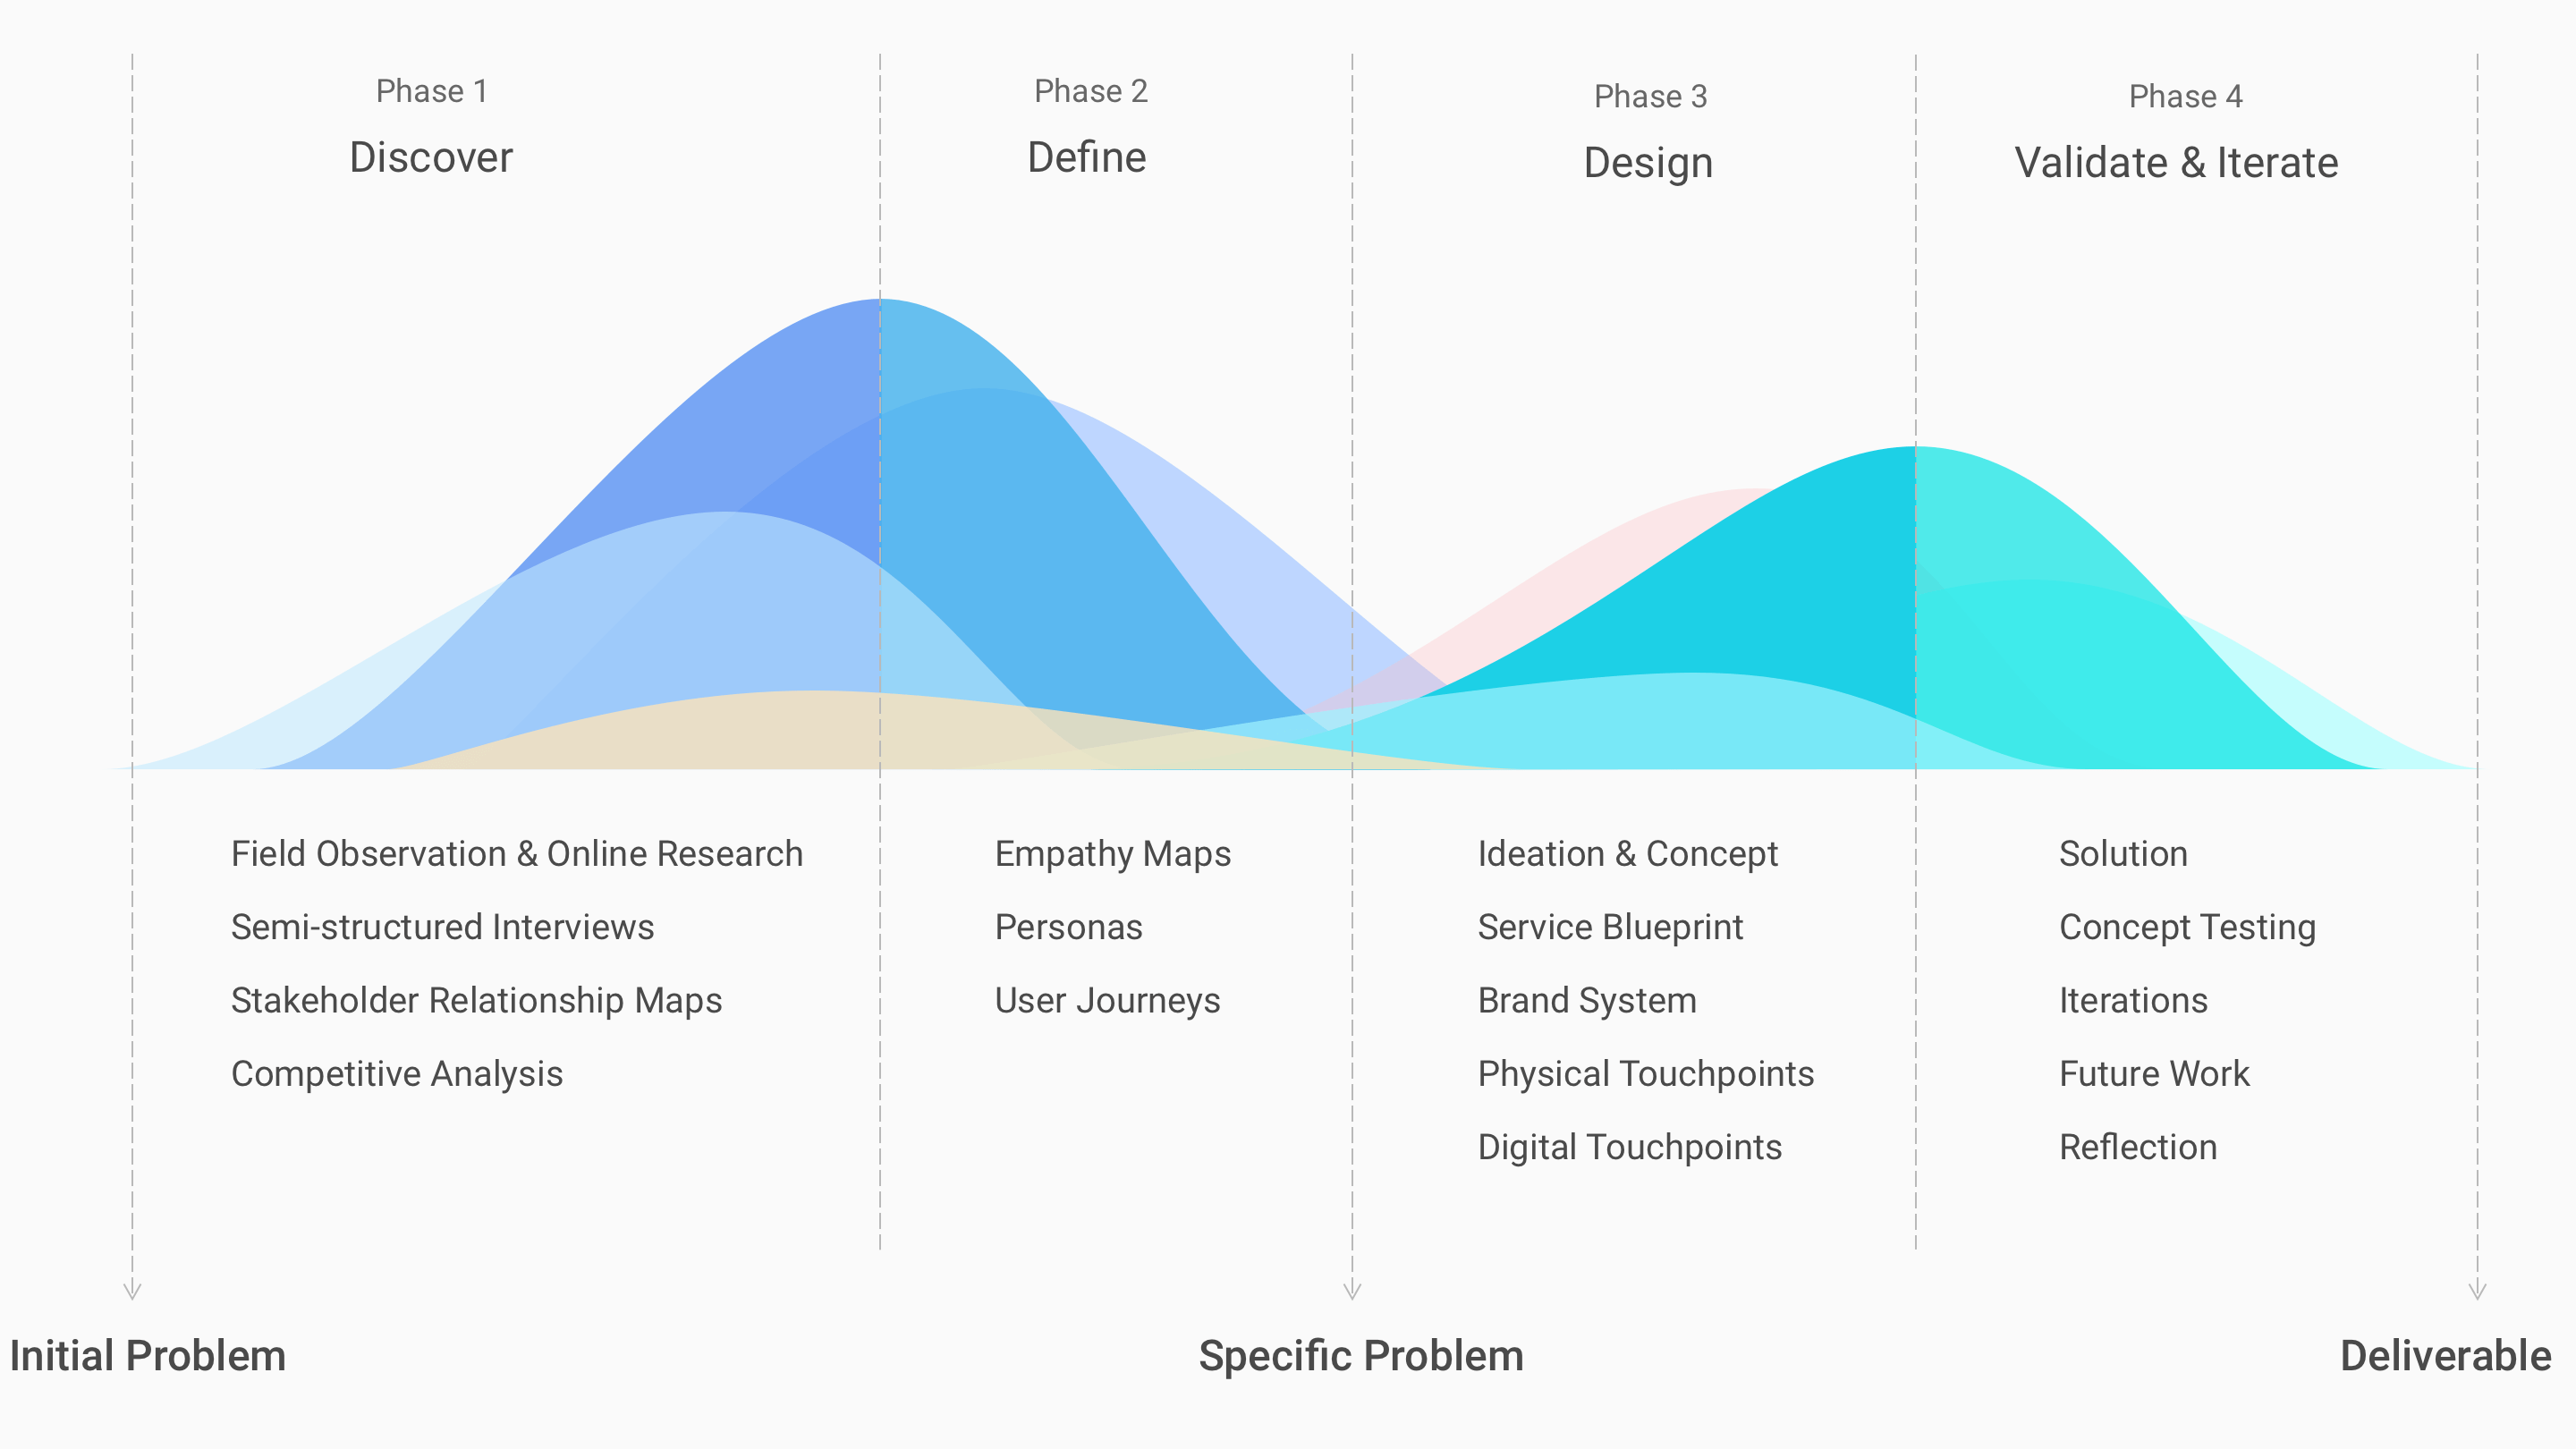 Phase 1
Discover
Phase 2
Define
Phase 3
Design
Phase 4
Validate & Iterate
Field Observation & Online Research
Semi-structured Interviews
Stakeholder Relationship Maps
Competitive Analysis
Empathy Maps
Personas
User Journeys
Ideation & Concept
Service Blueprint
Brand System
Physical Touchpoints
Digital Touchpoints
Solution
Concept Testing
Iterations
Future Work
Reflection
Initial Problem
Specific Problem
Deliverable